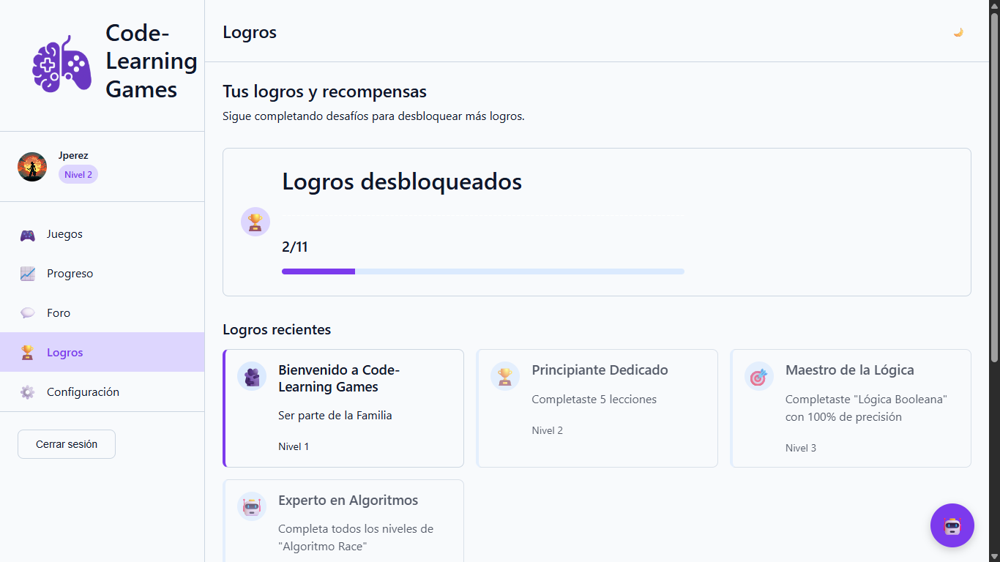 Code-
Learning
Games
Jperez
Nivel 2
Juegos
Progreso
Foro
Logros
Configuración
Cerrar sesión
Logros
Tus logros y recompensas
Sigue completando desafíos para desbloquear más logros.
Logros desbloqueados
2/11
Logros recientes
Bienvenido a Code-
Learning Games
Ser parte de la Familia
Nivel 1
Principiante Dedicado
Completaste 5 lecciones
Nivel 2
Maestro de la Lógica
Completaste "Lógica Booleana"
con 100% de precisión
Nivel 3
Experto en Algoritmos
Completa todos los niveles de
"Algoritmo Race"